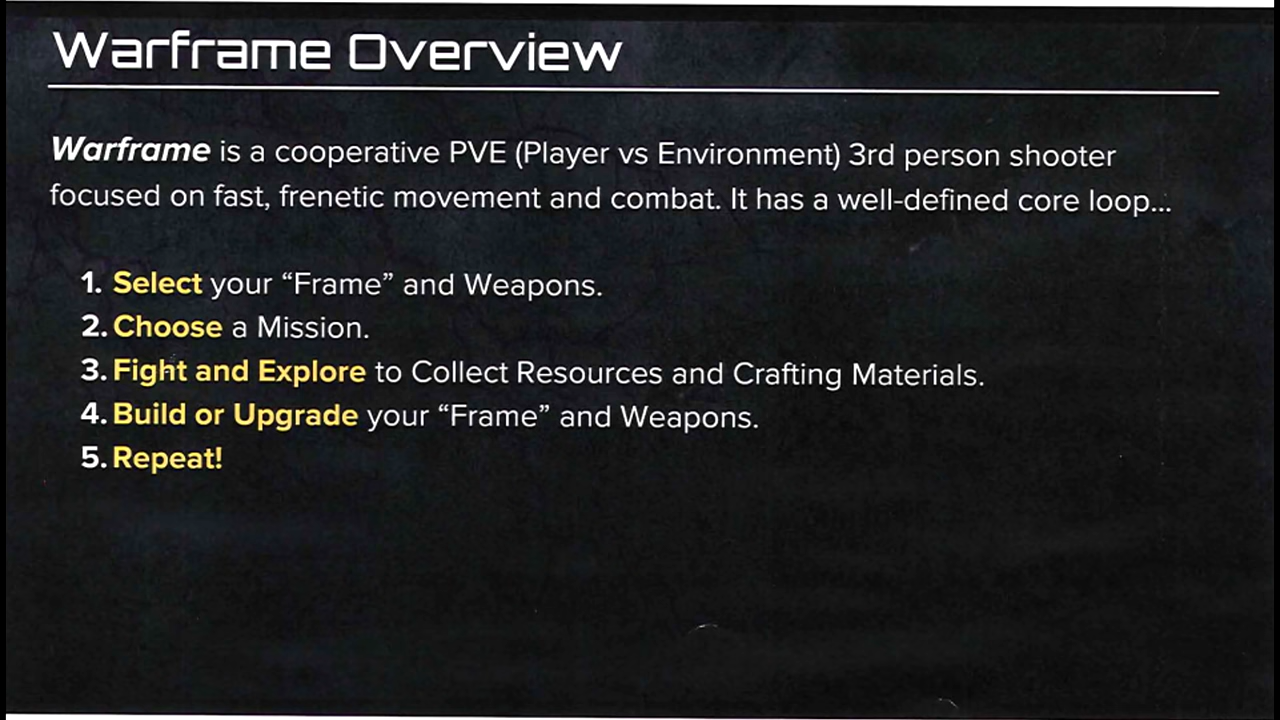 Warframe Overview
Warframe is a cooperative PVE (Player vs Environment) 3rd person shooter
focused on fast, frenetic movement and combat. It has a well-defined core loop...
1. Select your “Frame” and Weapons.
2. Choose a Mission.
3. Fight and Explore to Collect Resources and Crafting Materials.
4. Build or Upgrade your “Frame” and Weapons.
5. Repeat!